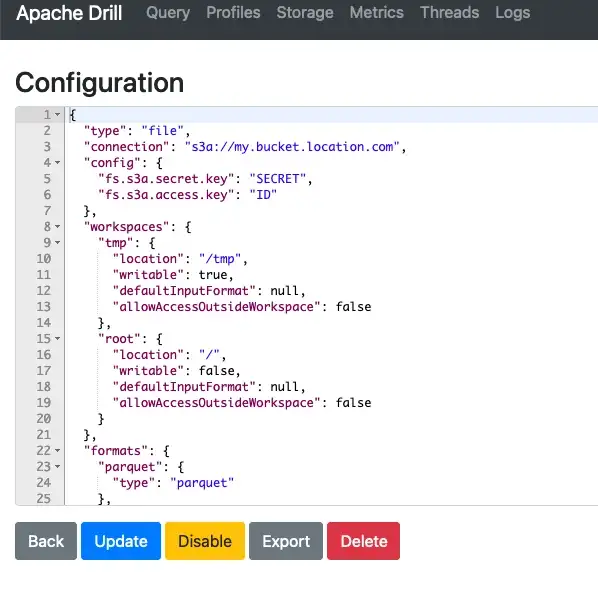 Apache Drill Query Profiles Storage Metrics Threads Logs
Configuration
1 {
2 "type": "file",
3 "connection": "s3a://my.bucket.location.com",
4 "config": {
5 "fs.s3a.secret.key": "SECRET",
6 "fs.s3a.access.key": "ID"
7 },
8 "workspaces": {
9 "tmp": {
10 "location": "/tmp",
11 "writable": true,
12 "defaultInputFormat": null,
13 "allowAccessOutsideWorkspace": false
14 },
15 "root": {
16 "location": "/",
17 "writable": false,
18 "defaultInputFormat": null,
19 "allowAccessOutsideWorkspace": false
20 }
21 },
22 "formats": {
23 "parquet": {
24 "type": "parquet"
25 },
Back Update Disable Export Delete